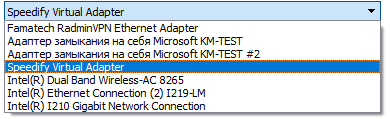 Speedify Virtual Adapter
Famatech RadminVPN Ethernet Adapter
Адаптер замыкания на себя Microsoft KM-TEST
Адаптер замыкания на себя Microsoft KM-TEST #2
Speedify Virtual Adapter
Intel(R) Dual Band Wireless-AC 8265
Intel(R) Ethernet Connection (2) I219-LM
Intel(R) I210 Gigabit Network Connection